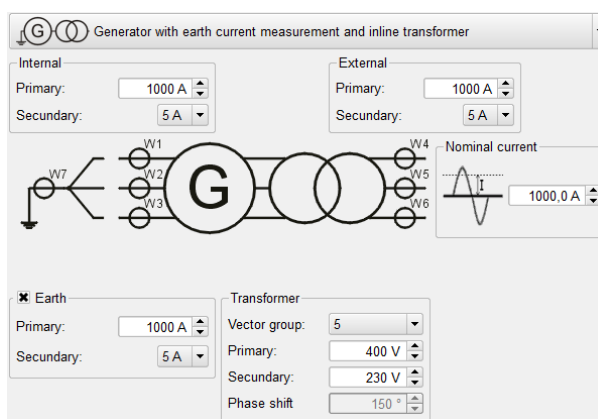 G Generator with earth current measurement and inline transformer
Internal
Primary: 1000 A
Secundary: 5 A
External
Primary: 1000 A
Secundary: 5 A
W7
W1
W2
W3
G
W4
W5
W6
Nominal current
I
1000,0 A
Earth
Primary: 1000 A
Secundary: 5 A
Transformer
Vector group: 5
Primary: 400 V
Secundary: 230 V
Phase shift 150 °